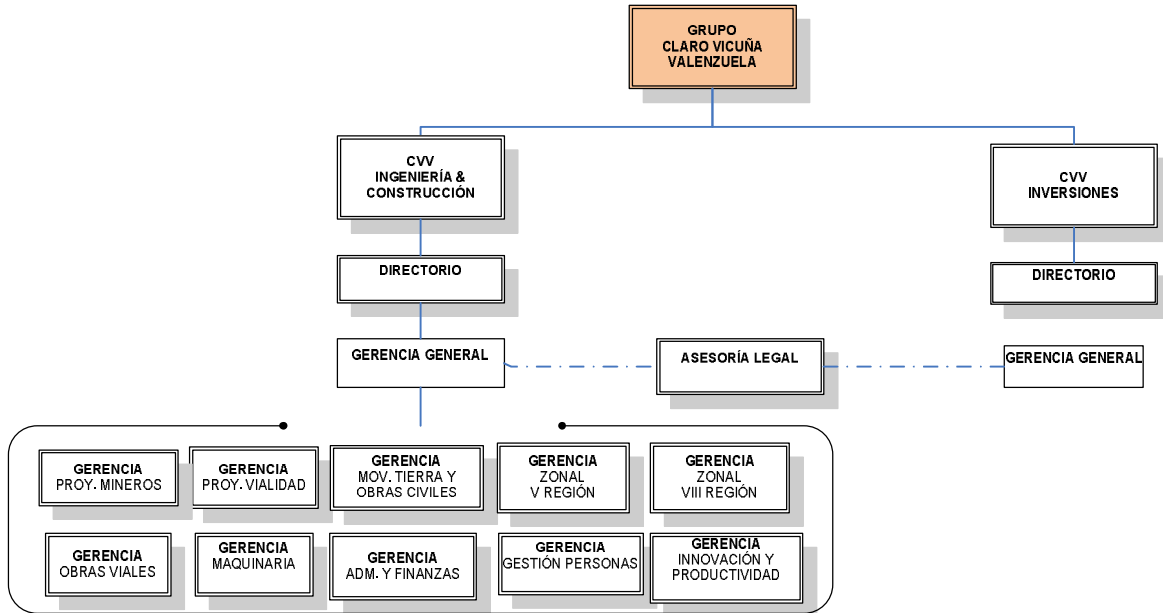 GRUPO
CLARO VICUÑA
VALENZUELA
CVV
INGENIERÍA &
CONSTRUCCIÓN
CVV
INVERSIONES
DIRECTORIO
DIRECTORIO
GERENCIA GENERAL
ASESORÍA LEGAL
GERENCIA GENERAL
GERENCIA
PROY. MINEROS
GERENCIA
PROY. VIALIDAD
GERENCIA
MOV. TIERRA Y
OBRAS CIVILES
GERENCIA
ZONAL
V REGIÓN
GERENCIA
ZONAL
VIII REGIÓN
GERENCIA
OBRAS VIALES
GERENCIA
MAQUINARIA
GERENCIA
ADM. Y FINANZAS
GERENCIA
GESTIÓN PERSONAS
GERENCIA
INNOVACIÓN Y
PRODUCTIVIDAD